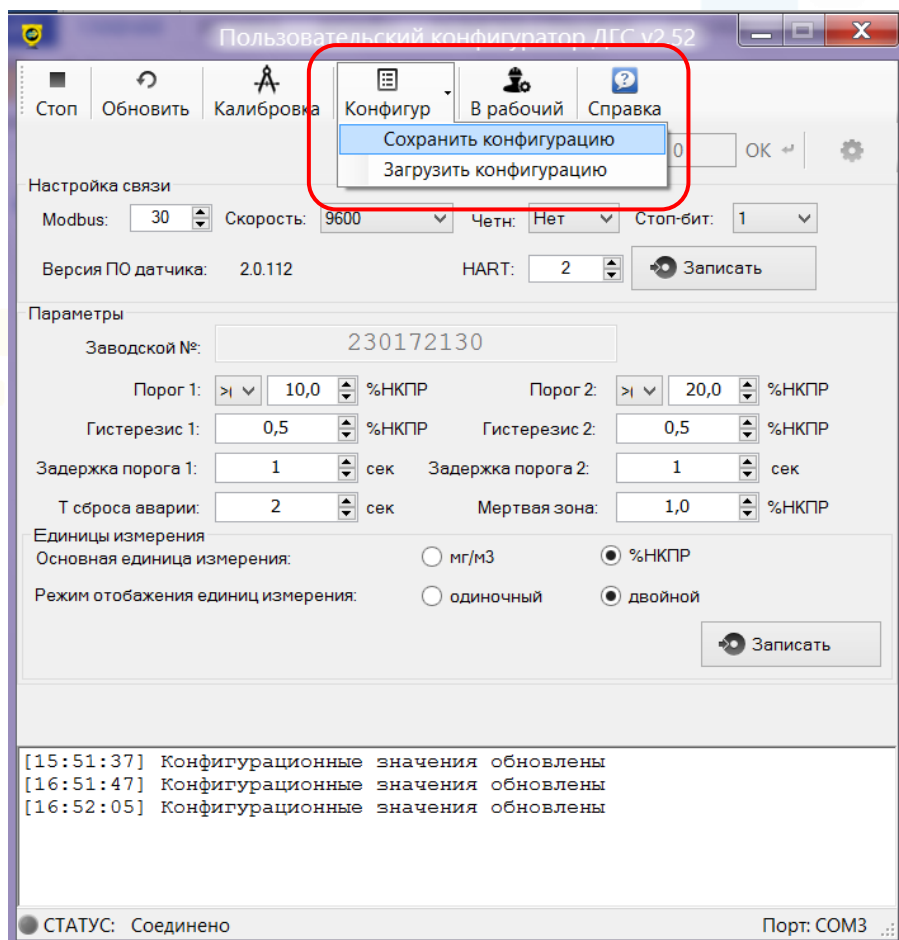 Пользовательский конфигуратор ДГС v2.52
Стоп Обновить Калибровка Конфигур В рабочий Справка
Сохранить конфигурацию
0 OK
Загрузить конфигурацию
Настройка связи
Modbus: 30 Скорость: 9600 Четн: Нет Стоп-бит: 1
Версия ПО датчика: 2.0.112 HART: 2 Записать
Параметры
Заводской №: 230172130
Порог 1: 10,0 %НКПР Порог 2: 20,0 %НКПР
Гистерезис 1: 0,5 %НКПР Гистерезис 2: 0,5 %НКПР
Задержка порога 1: 1 сек Задержка порога 2: 1 сек
Т сброса аварии: 2 сек Мертвая зона: 1,0 %НКПР
Единицы измерения
Основная единица измерения: мг/м3 %НКПР
Режим отобажения единиц измерения: одиночный двойной
Записать
[15:51:37] Конфигурационные значения обновлены
[16:51:47] Конфигурационные значения обновлены
[16:52:05] Конфигурационные значения обновлены
СТАТУС: Соединено Порт: COM3